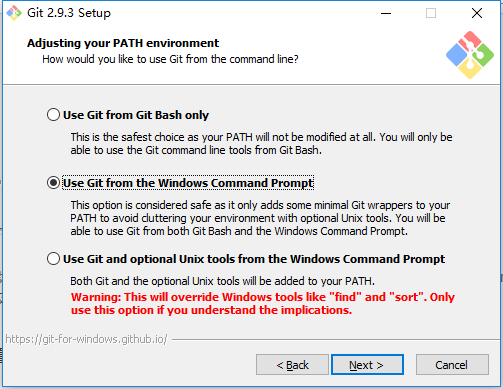 Git 2.9.3 Setup
Adjusting your PATH environment
How would you like to use Git from the command line?
Use Git from Git Bash only
This is the safest choice as your PATH will not be modified at all. You will only be
able to use the Git command line tools from Git Bash.
Use Git from the Windows Command Prompt
This option is considered safe as it only adds some minimal Git wrappers to your
PATH to avoid cluttering your environment with optional Unix tools. You will be
able to use Git from both Git Bash and the Windows Command Prompt.
Use Git and optional Unix tools from the Windows Command Prompt
Both Git and the optional Unix tools will be added to your PATH.
Warning: This will override Windows tools like "find" and "sort". Only
use this option if you understand the implications.
https://git-for-windows.github.io/
< Back
Next >
Cancel